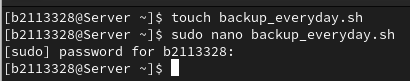 [b2113328@Server ~]$ touch backup_everyday.sh
[b2113328@Server ~]$ sudo nano backup_everyday.sh
[sudo] password for b2113328:
[b2113328@Server ~]$